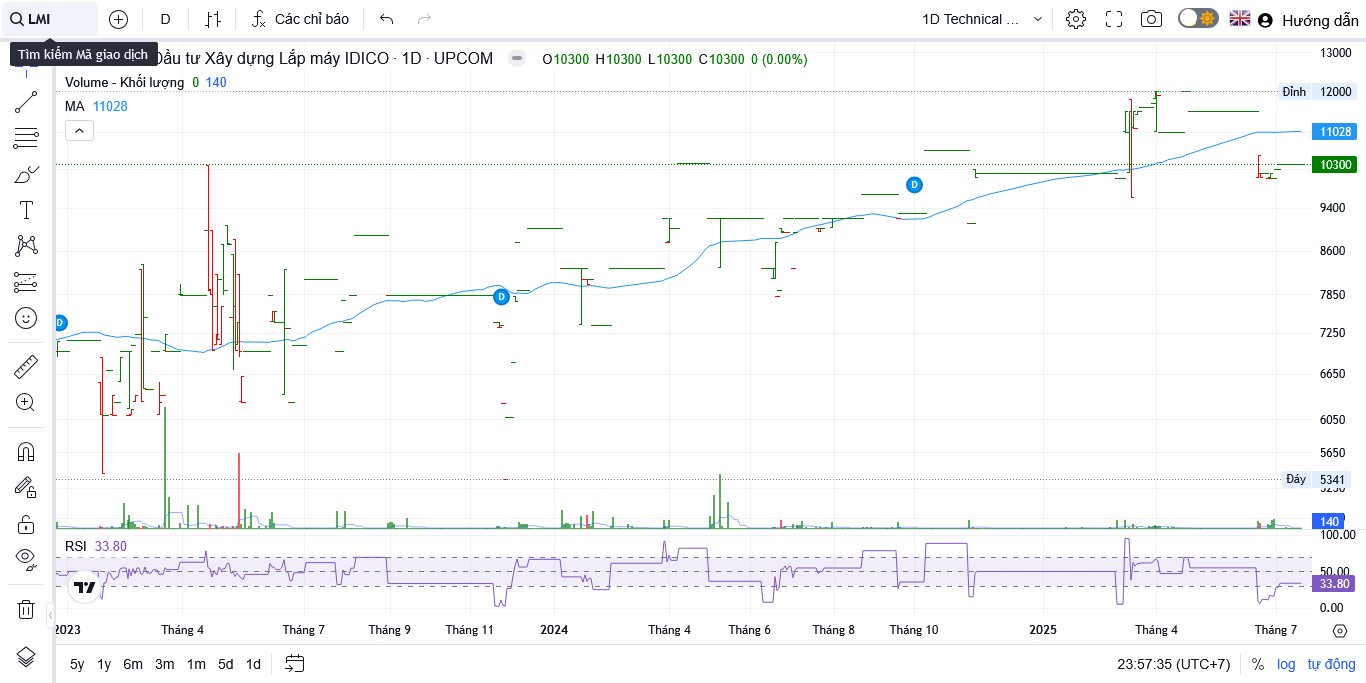 LMI
D
Các chỉ báo
1D Technical ...
Hướng dẫn
Tìm kiếm Mã giao dịch
Đầu tư Xây dựng Lắp máy IDICO · 1D · UPCOM
O10300 H10300 L10300 C10300 0 (0.00%)
Volume - Khối lượng 0 140
MA 11028
13000
Đỉnh 12000
11028
10300
9400
8600
7850
7250
6650
6050
5650
Đáy 5341
5250
140
D
D
D
RSI 33.80
100.00
50.00
33.80
0.00
2023
Tháng 4
Tháng 7
Tháng 9
Tháng 11
2024
Tháng 4
Tháng 6
Tháng 8
Tháng 10
2025
Tháng 4
Tháng 7
5y 1y 6m 3m 1m 5d 1d
23:57:35 (UTC+7)
% log tự động